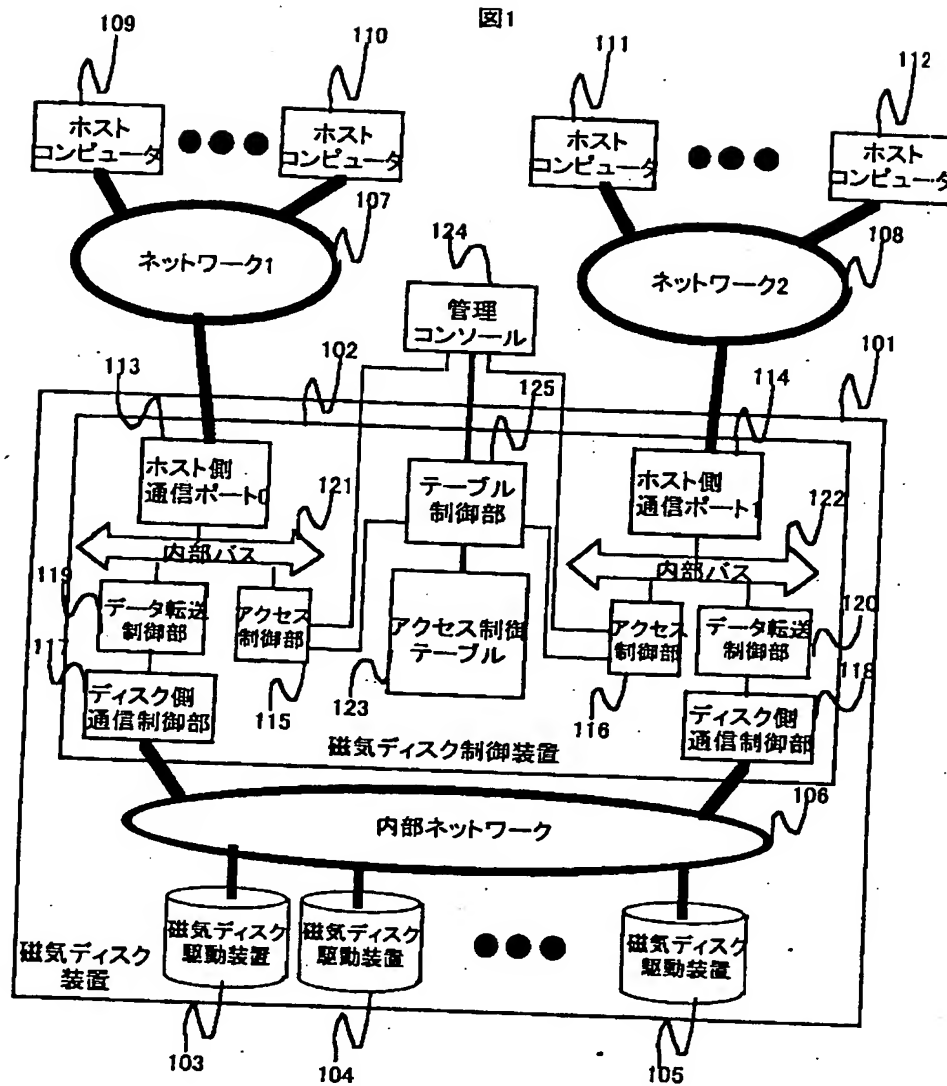 図1
109
110
111
112
ホスト
コンピュータ
ホスト
コンピュータ
ホスト
コンピュータ
ホスト
コンピュータ
107
108
ネットワーク1
124
ネットワーク2
管理
コンソール
113
102
125
114
101
ホスト側
通信ポート0
121
テーブル
制御部
ホスト側
通信ポート1
122
内部バス
内部バス
119
データ転送
制御部
アクセス
制御部
アクセス制御
テーブル
アクセス
制御部
データ転送
制御部
120
117
ディスク側
通信制御部
115
123
116
ディスク側
通信制御部
118
磁気ディスク制御装置
106
内部ネットワーク
磁気ディスク
駆動装置
磁気ディスク
駆動装置
磁気ディスク
駆動装置
磁気ディスク
装置
103
104
105